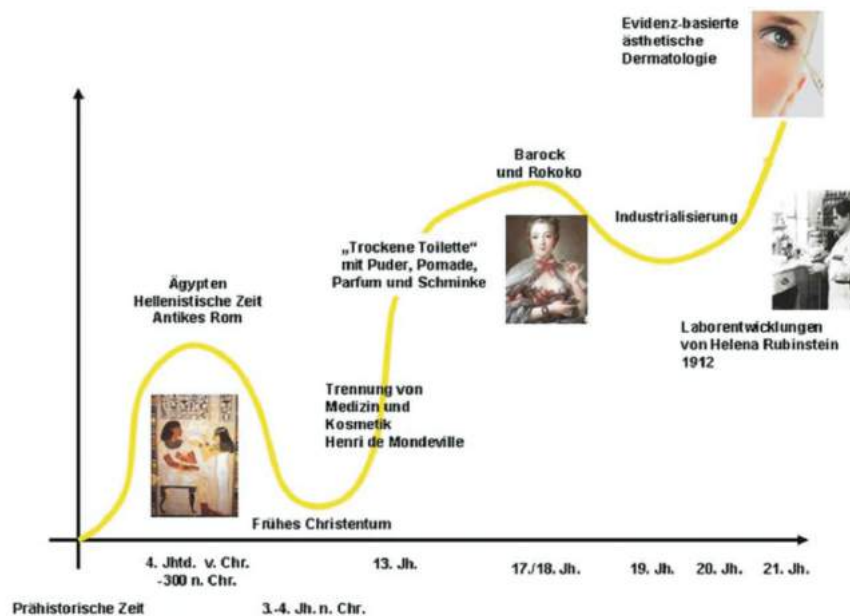 Evidenz-basierte
ästhetische
Dermatologie
Barock
und Rokoko
Industrialisierung
„Trockene Toilette“
mit Puder, Pomade,
Parfum und Schminke
Ägypten
Hellenistische Zeit
Antikes Rom
Laborentwicklungen
von Helena Rubinstein
1912
Trennung von
Medizin und
Kosmetik
Henri de Mondeville
Frühes Christentum
4. Jhtd. v. Chr.
-300 n. Chr.
13. Jh.
17./18. Jh.
19. Jh.
20. Jh.
21. Jh.
Prähistorische Zeit
3.-4. Jh. n. Chr.